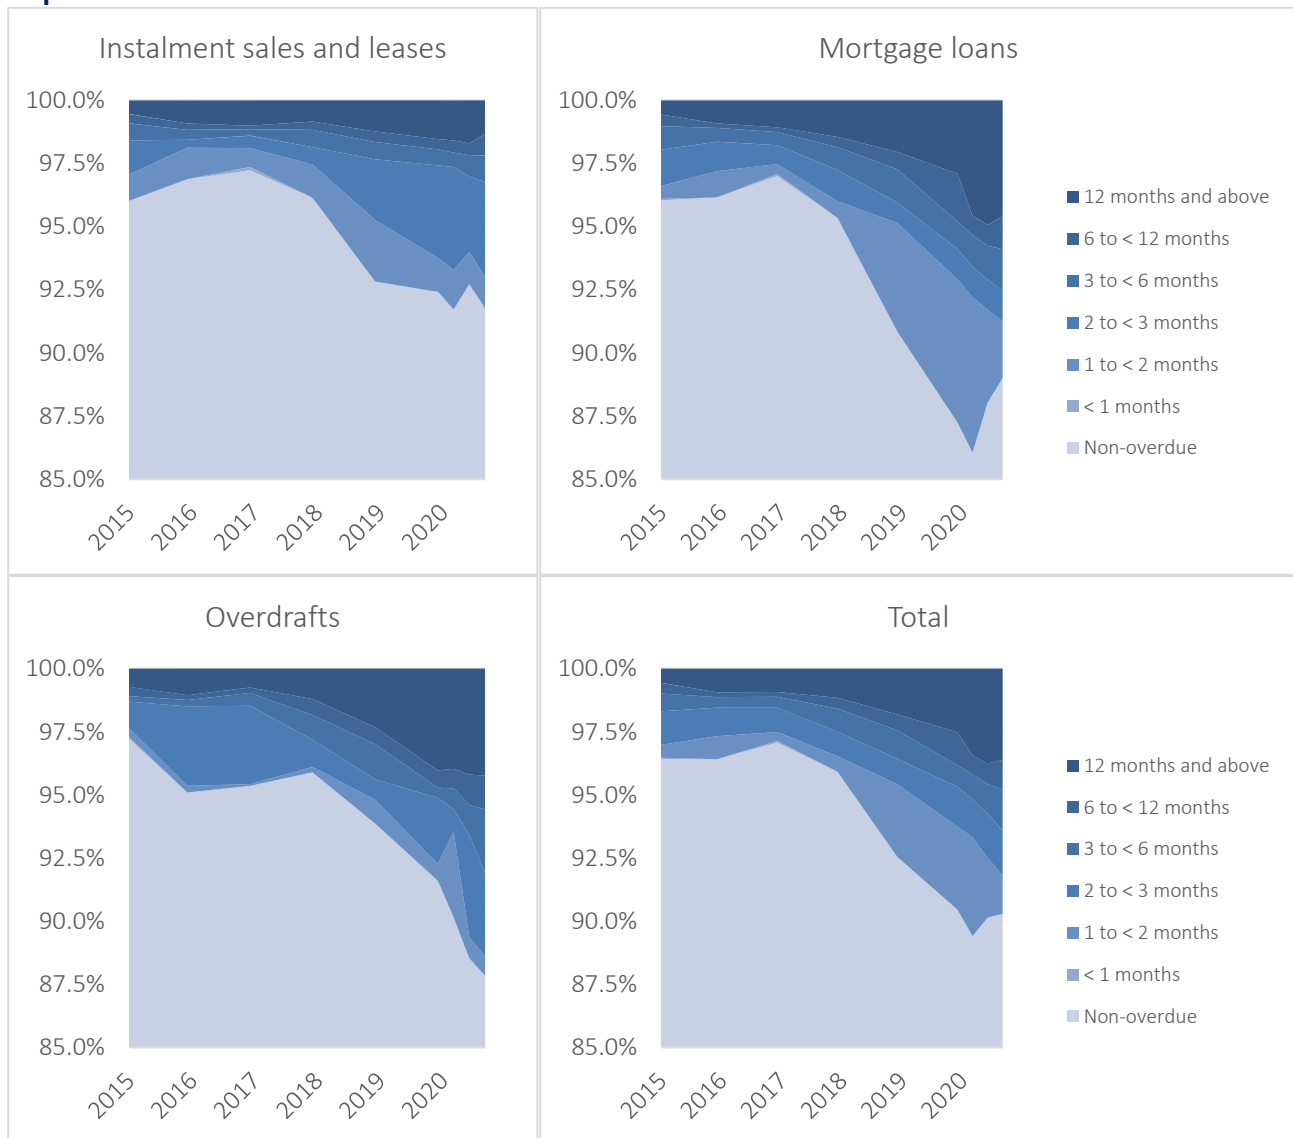 Instalment sales and leases
100.0%
97.5%
95.0%
92.5%
90.0%
87.5%
85.0%
2015
2016
2017
2018
2019
2020
Mortgage loans
100.0%
97.5%
95.0%
92.5%
90.0%
87.5%
85.0%
2015
2016
2017
2018
2019
2020
12 months and above
6 to < 12 months
3 to < 6 months
2 to < 3 months
1 to < 2 months
< 1 months
Non-overdue
Overdrafts
100.0%
97.5%
95.0%
92.5%
90.0%
87.5%
85.0%
2015
2016
2017
2018
2019
2020
Total
100.0%
97.5%
95.0%
92.5%
90.0%
87.5%
85.0%
2015
2016
2017
2018
2019
2020
12 months and above
6 to < 12 months
3 to < 6 months
2 to < 3 months
1 to < 2 months
< 1 months
Non-overdue